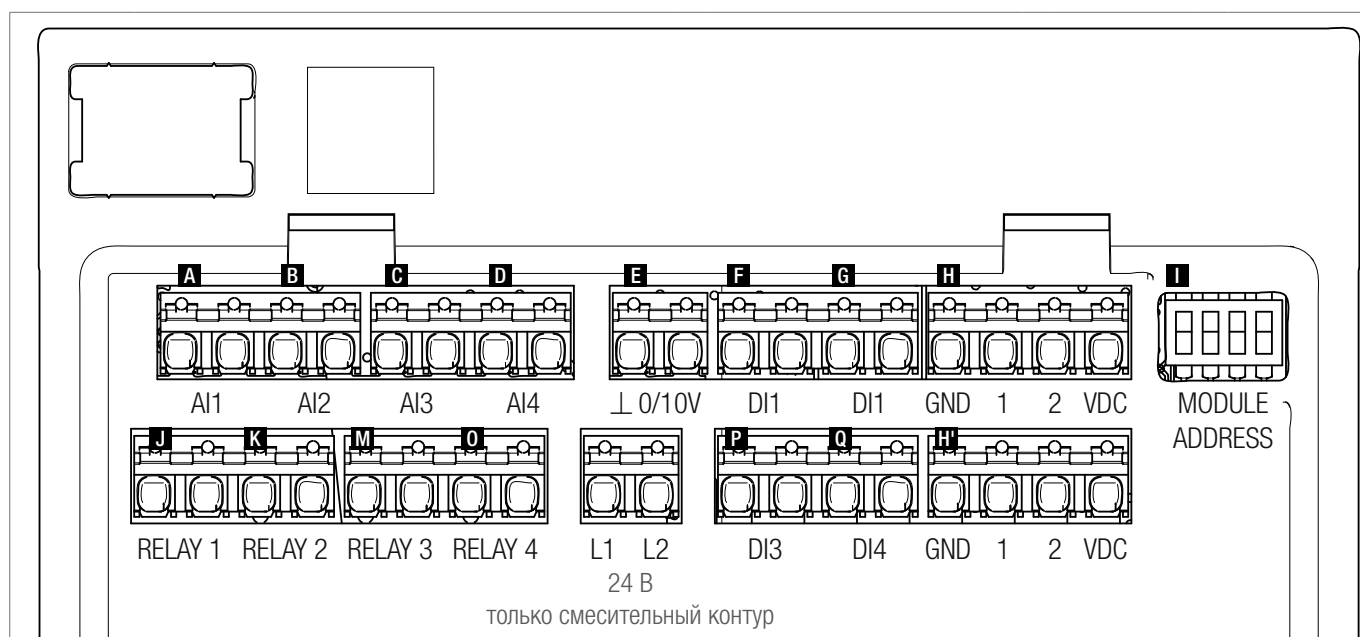 A B C D E F G H I
AI1 AI2 AI3 AI4 ⊥ 0/10V DI1 DI1 GND 1 2 VDC MODULE
ADDRESS
J K M O P Q H'
RELAY 1 RELAY 2 RELAY 3 RELAY 4 L1 L2 DI3 DI4 GND 1 2 VDC
24 В
только смесительный контур